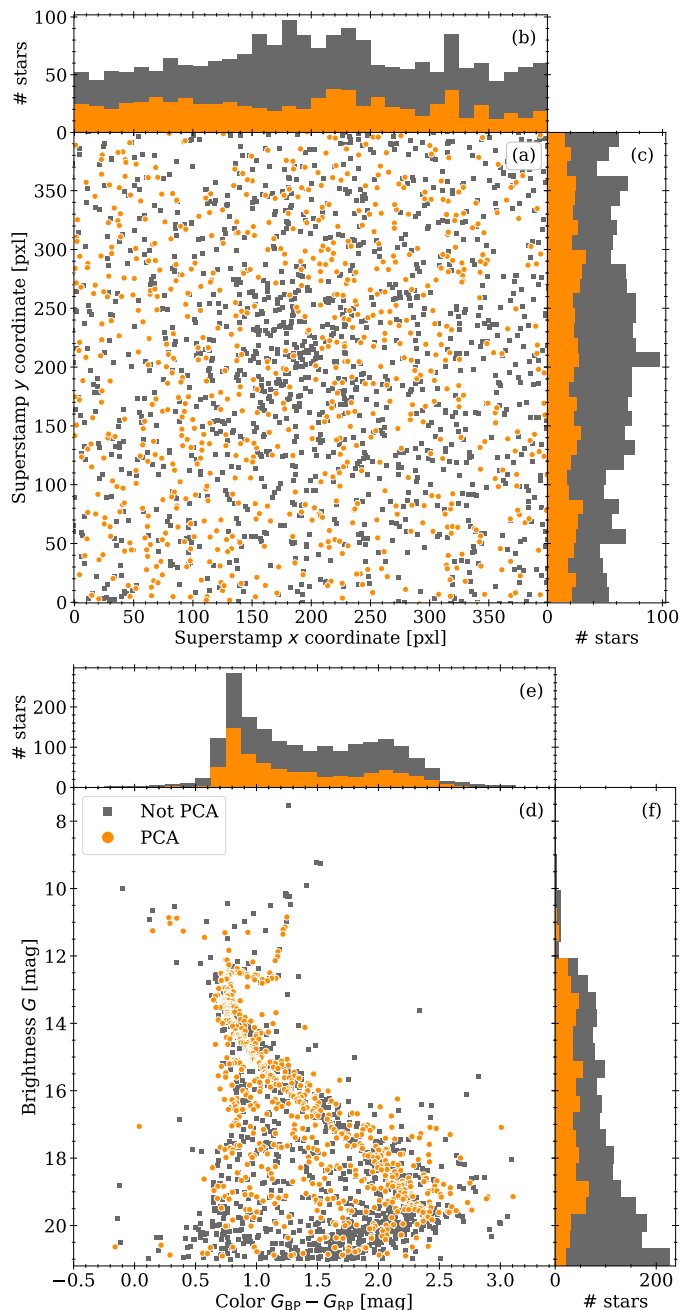 # stars
100
50
0
(b)
Superstamp y coordinate [pxl]
350
300
250
200
150
100
50
0
(a)
(c)
0 50 100 150 200 250 300 350
0 100
Superstamp x coordinate [pxl]
# stars
# stars
200
100
0
(e)
Brightness G [mag]
8
10
12
14
16
18
20
Not PCA
PCA
(d)
(f)
−0.5 0.0 0.5 1.0 1.5 2.0 2.5 3.0
0 200
Color G_BP − G_RP [mag]
# stars